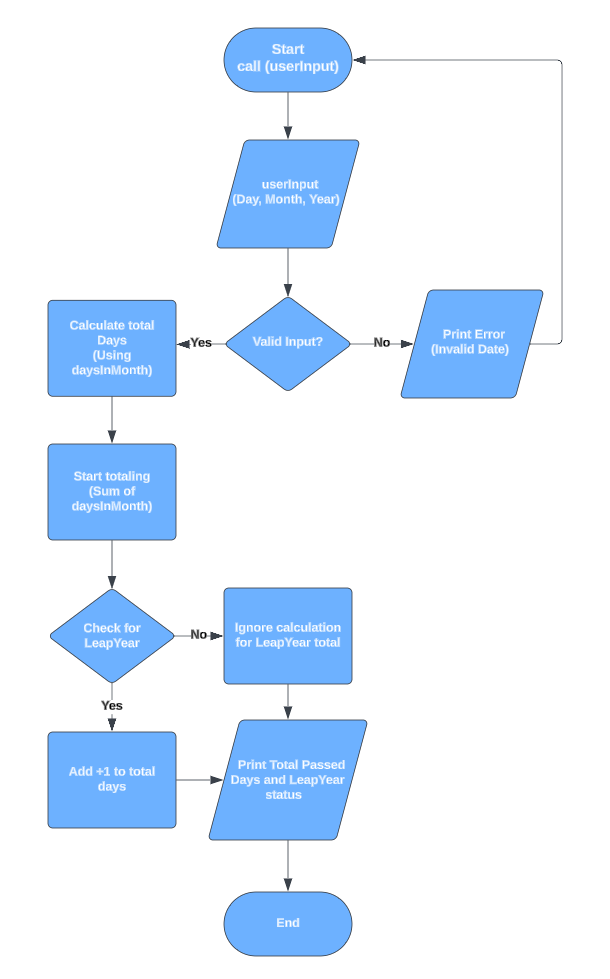 Start
call (userInput)
userInput
(Day, Month, Year)
Calculate total
Days
(Using
daysInMonth)
Yes
Valid Input?
No
Print Error
(Invalid Date)
Start totaling
(Sum of
daysInMonth)
Check for
LeapYear
No
Ignore calculation
for LeapYear total
Yes
Add +1 to total
days
Print Total Passed
Days and LeapYear
status
End